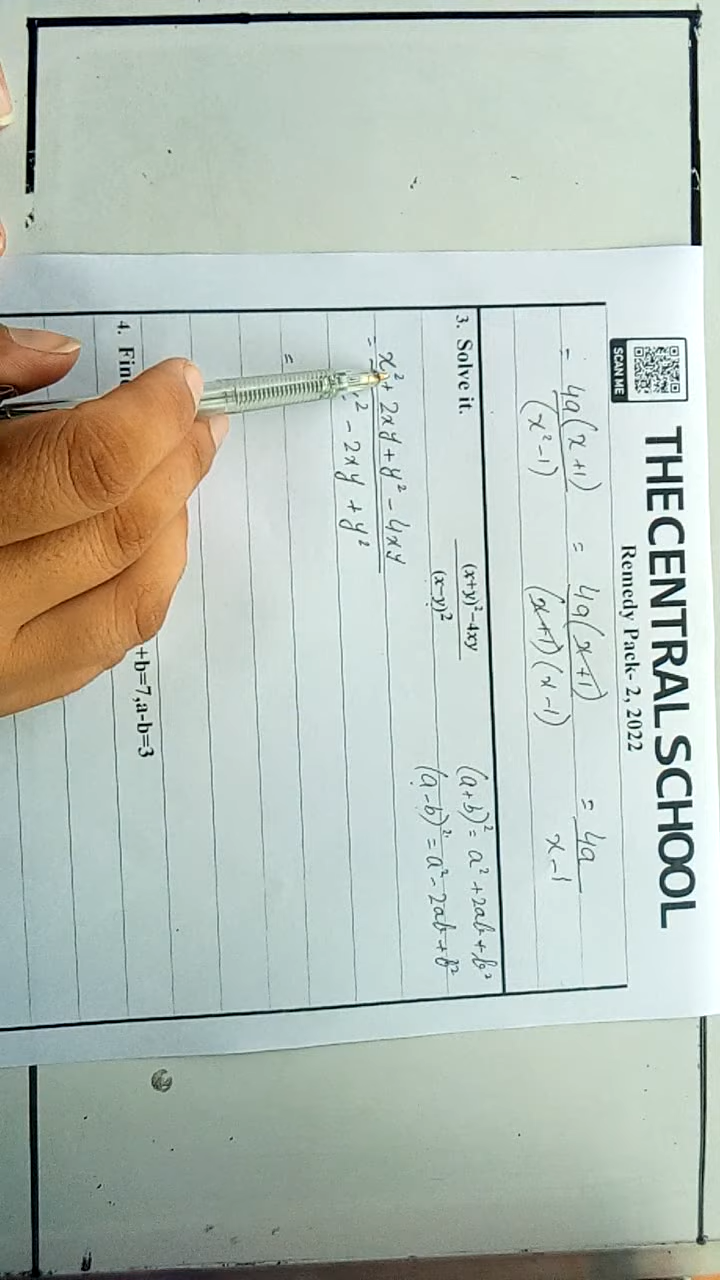 THE CENTRAL SCHOOL
SCAN ME
Remedy Pack- 2, 2022
= 4a(x+1) / (x²-1) = 4a(x+1) / (x+1)(x-1) = 4a / x-1
3. Solve it. (x+y)²-4xy / (x-y)²
(a+b)² = a² + 2ab + b²
(a-b)² = a² - 2ab + b²
= x² + 2xy + y² - 4xy
² - 2xy + y²
=
4. +b=7,a-b=3